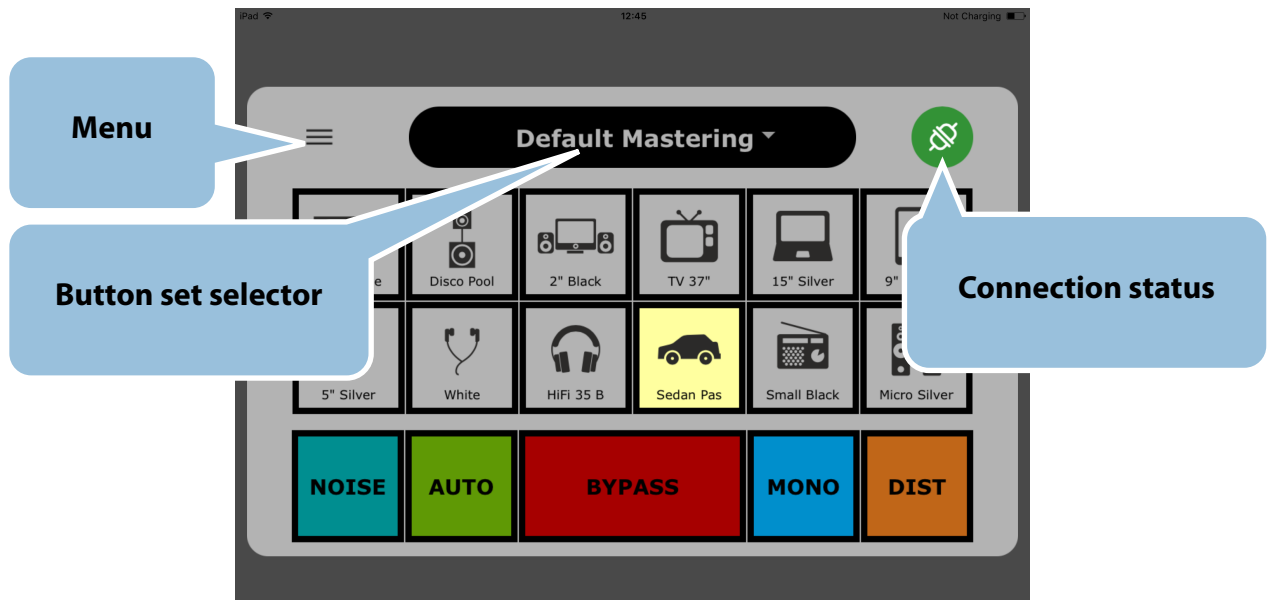 iPad 12:45 Not Charging
Menu
Default Mastering
Button set selector
Connection status
Disco Pool 2" Black TV 37" 15" Silver 9"
5" Silver White HiFi 35 B Sedan Pas Small Black Micro Silver
NOISE AUTO BYPASS MONO DIST